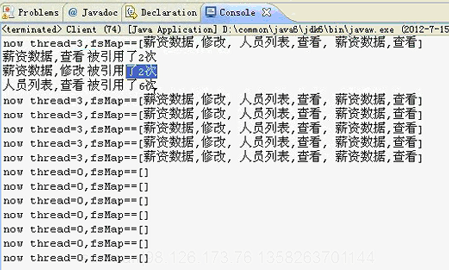 Problems @ Javadoc Declaration Console
<terminated> Client (74) [Java Application] D:\common\java6\jdk6\bin\javaw.exe (2012-7-15
now thread=3,fsMap==[薪资数据,修改, 人员列表,查看, 薪资数据,查看]
薪资数据,查看被引用了2次
薪资数据,修改被引用了2次
人员列表,查看被引用了6次
now thread=3,fsMap==[薪资数据,修改, 人员列表,查看, 薪资数据,查看]
now thread=3,fsMap==[薪资数据,修改, 人员列表,查看, 薪资数据,查看]
now thread=3,fsMap==[薪资数据,修改, 人员列表,查看, 薪资数据,查看]
now thread=3,fsMap==[薪资数据,修改, 人员列表,查看, 薪资数据,查看]
now thread=3,fsMap==[薪资数据,修改, 人员列表,查看, 薪资数据,查看]
now thread=0,fsMap==[]
now thread=0,fsMap==[]
now thread=0,fsMap==[]
now thread=0,fsMap==[]
now thread=0,fsMap==[]
now thread=0,fsMap==[]
now thread=0,fsMap==[]